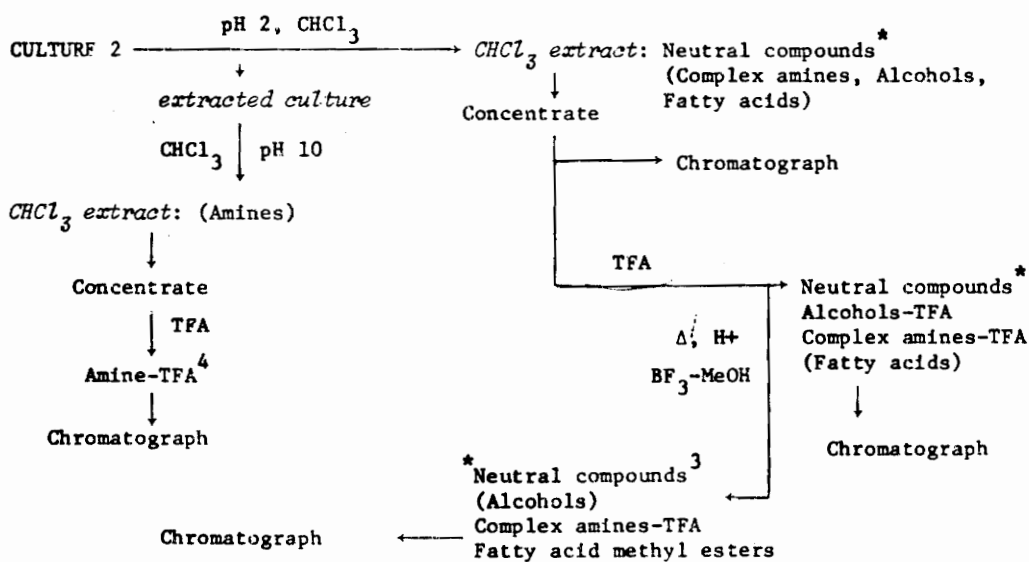 pH 2, CHCl3
CULTURE 2
CHCl3 extract: Neutral compounds*
(Complex amines, Alcohols,
Fatty acids)
extracted culture
Concentrate
CHCl3 pH 10
Chromatograph
CHCl3 extract: (Amines)
TFA
Concentrate
Neutral compounds*
Alcohols-TFA
Complex amines-TFA
(Fatty acids)
TFA
Δ, H+
BF3-MeOH
Amine-TFA4
Chromatograph
Chromatograph
*Neutral compounds3
(Alcohols)
Complex amines-TFA
Fatty acid methyl esters
Chromatograph